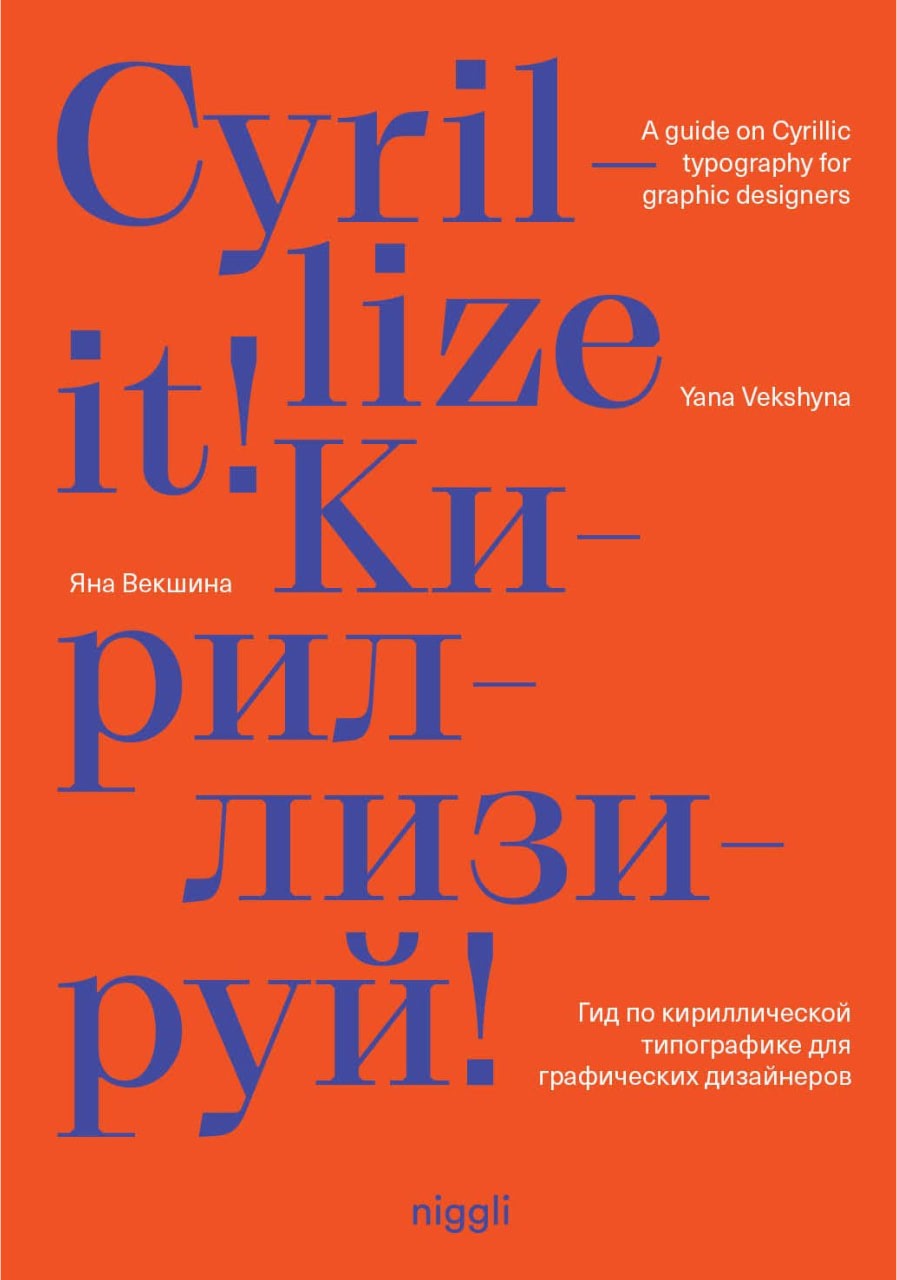 Cyril–
A guide on Cyrillic
typography for
graphic designers
lize
it!
Yana Vekshyna
Ки–
Яна Векшина
рил–
лизи–
руй!
Гид по кириллической
типографике для
графических дизайнеров
niggli